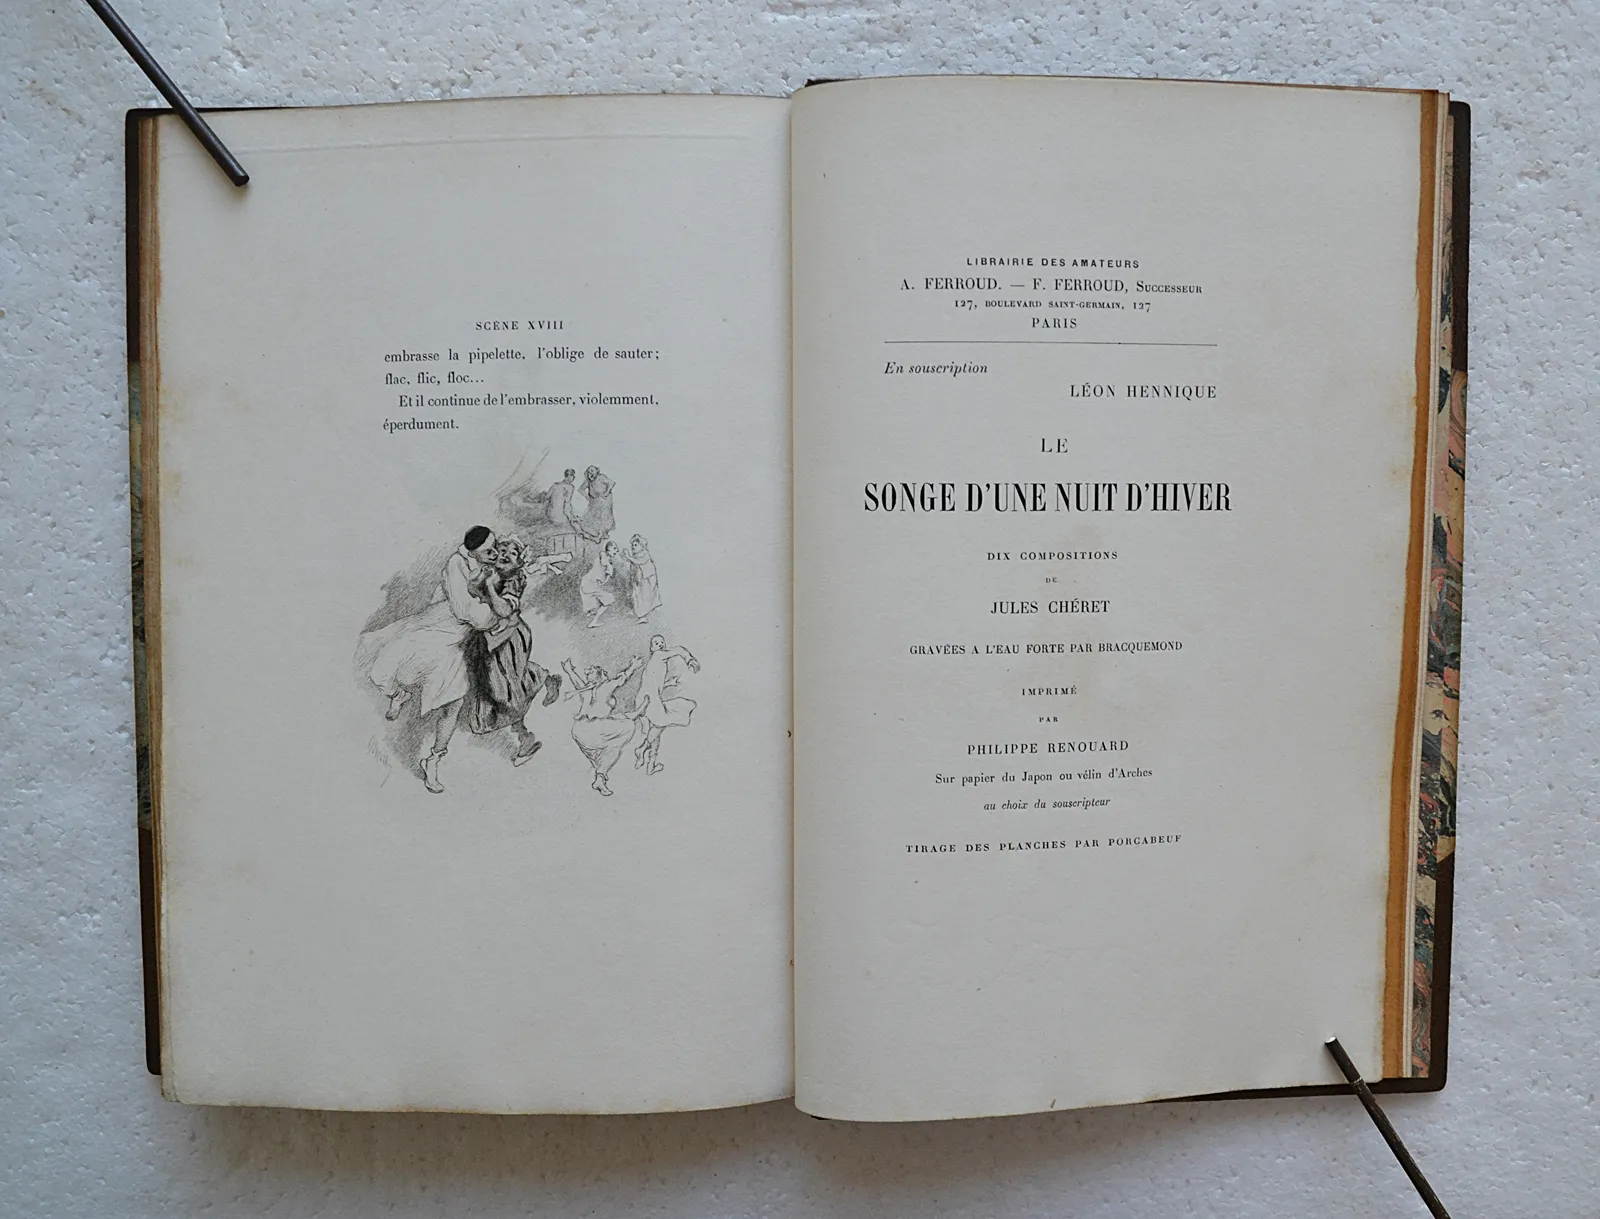 SCÈNE XVIII
embrasse la pipelette, l'oblige de sauter;
flac, flic, floc...
Et il continue de l'embrasser, violemment,
éperdument.
LIBRAIRIE DES AMATEURS
A. FERROUD. — F. FERROUD, SUCCESSEUR
127, BOULEVARD SAINT-GERMAIN, 127
PARIS
En souscription
LÉON HENNIQUE
LE
SONGE D'UNE NUIT D'HIVER
DIX COMPOSITIONS
DE
JULES CHÉRET
GRAVÉES A L'EAU FORTE PAR BRACQUEMOND
IMPRIMÉ
PAR
PHILIPPE RENOUARD
Sur papier du Japon ou vélin d'Arches
au choix du souscripteur
TIRAGE DES PLANCHES PAR PORCABEUF